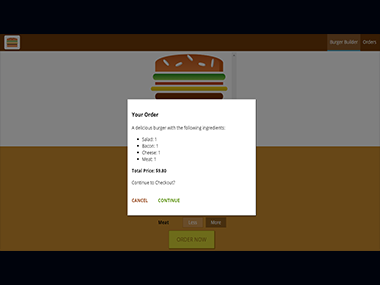 Burger Builder
Orders
Your Order
A delicious burger with the following ingredients:
Salad: 1
Bacon: 1
Cheese: 1
Meat: 1
Total Price: $9.80
Continue to Checkout?
CANCEL
CONTINUE
Meat
Less
More
ORDER NOW